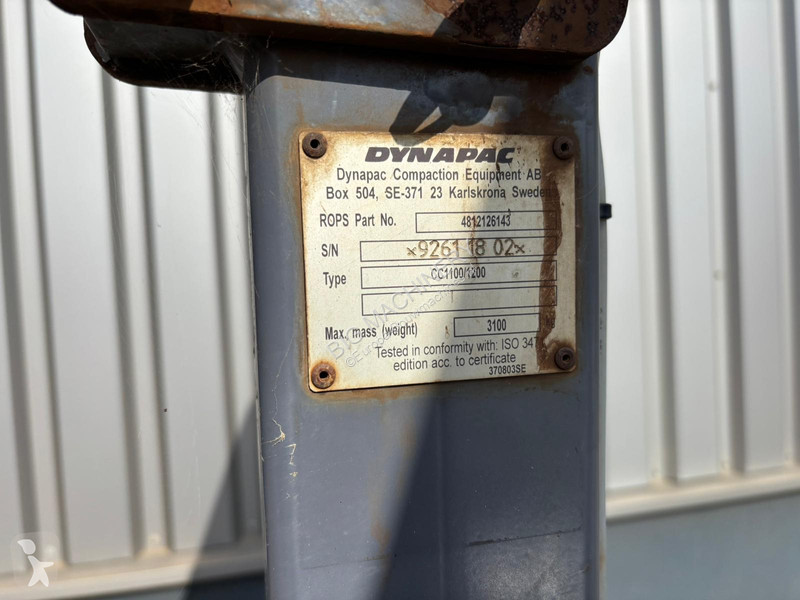 DYNAPAC
Dynapac Compaction Equipment AB
Box 504, SE-371 23 Karlskrona Sweden
ROPS Part No. 4812126143
S/N ×9261 18 02×
Type CC1100/1200
Max. mass (weight) 3100
Tested in conformity with: ISO
edition acc. to certificate
370803SE